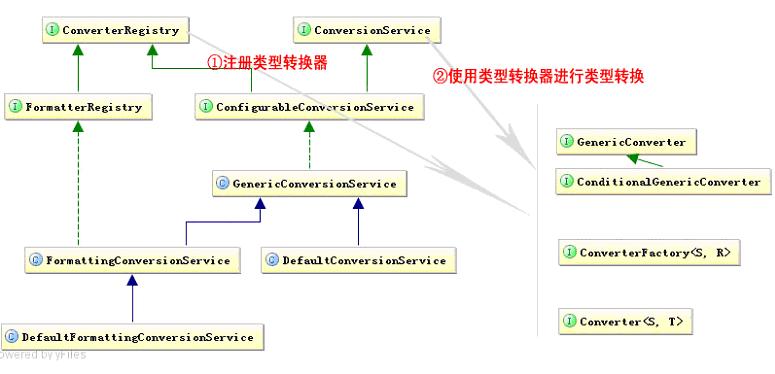 I ConverterRegistry
I ConversionService
①注册类型转换器
②使用类型转换器进行类型转换
I FormatterRegistry
I ConfigurableConversionService
I GenericConverter
I ConditionalGenericConverter
C GenericConversionService
C FormattingConversionService
C DefaultConversionService
I ConverterFactory<S, R>
I Converter<S, T>
C DefaultFormattingConversionService
owered by yFiles